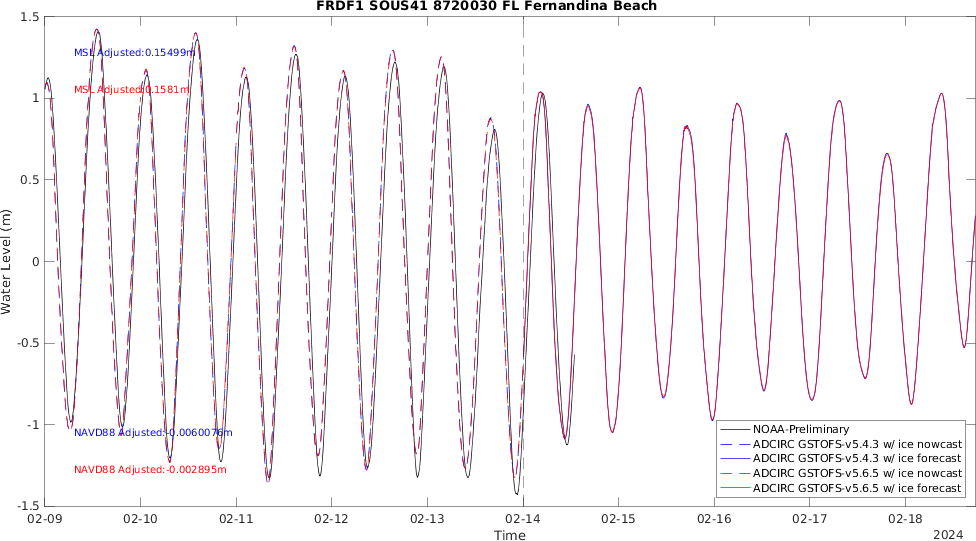 FRDF1 SOUS41 8720030 FL Fernandina Beach
1.5
1
0.5
0
-0.5
-1
-1.5
Water Level (m)
MSL Adjusted:0.15499m
MSL Adjusted:0.1581m
NAVD88 Adjusted:-0.0060076m
NAVD88 Adjusted:-0.002895m
NOAA-Preliminary
ADCIRC GSTOFS-v5.4.3 w/ ice nowcast
ADCIRC GSTOFS-v5.4.3 w/ ice forecast
ADCIRC GSTOFS-v5.6.5 w/ ice nowcast
ADCIRC GSTOFS-v5.6.5 w/ ice forecast
02-09 02-10 02-11 02-12 02-13 02-14 02-15 02-16 02-17 02-18
Time
2024